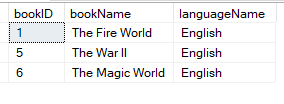 bookID bookName languageName
1 The Fire World English
5 The War II English
6 The Magic World English